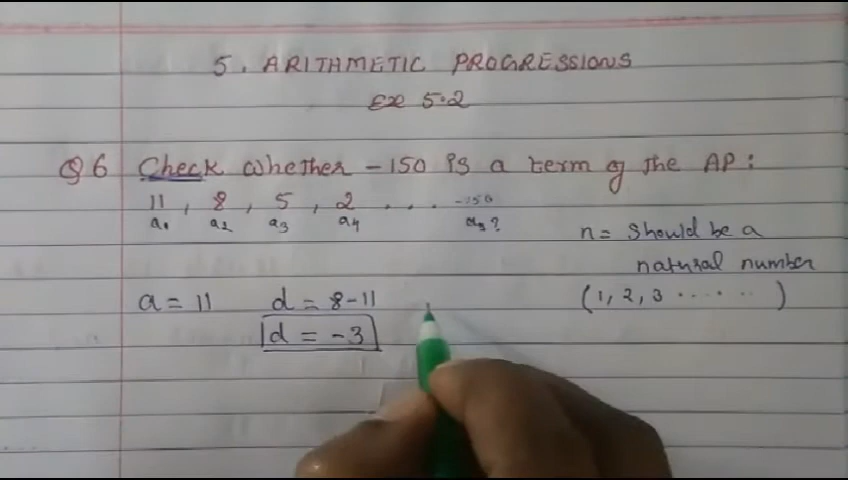 5. ARITHMETIC PROGRESSIONS
Ex 5.2
Q6 Check whether -150 is a term of the AP:
11, 8, 5, 2 . . . -150
a₁ a₂ a₃ a₄ ?
n = should be a
natural number
(1, 2, 3 . . . . . . )
a = 11 d = 8-11
d = -3